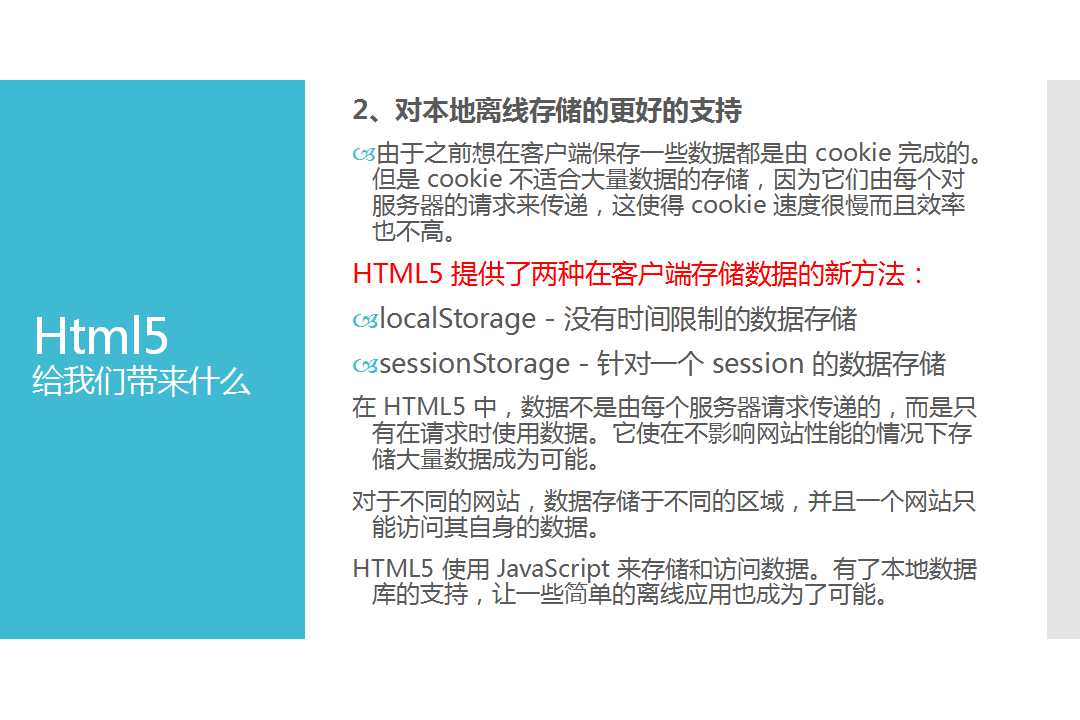 Html5
给我们带来什么
2、对本地离线存储的更好的支持
由于之前想在客户端保存一些数据都是由 cookie 完成的。
但是 cookie 不适合大量数据的存储，因为它们由每个对
服务器的请求来传递，这使得 cookie 速度很慢而且效率
也不高。
HTML5 提供了两种在客户端存储数据的新方法：
localStorage - 没有时间限制的数据存储
sessionStorage - 针对一个 session 的数据存储
在 HTML5 中，数据不是由每个服务器请求传递的，而是只
有在请求时使用数据。它使在不影响网站性能的情况下存
储大量数据成为可能。
对于不同的网站，数据存储于不同的区域，并且一个网站只
能访问其自身的数据。
HTML5 使用 JavaScript 来存储和访问数据。有了本地数据
库的支持，让一些简单的离线应用也成为了可能。